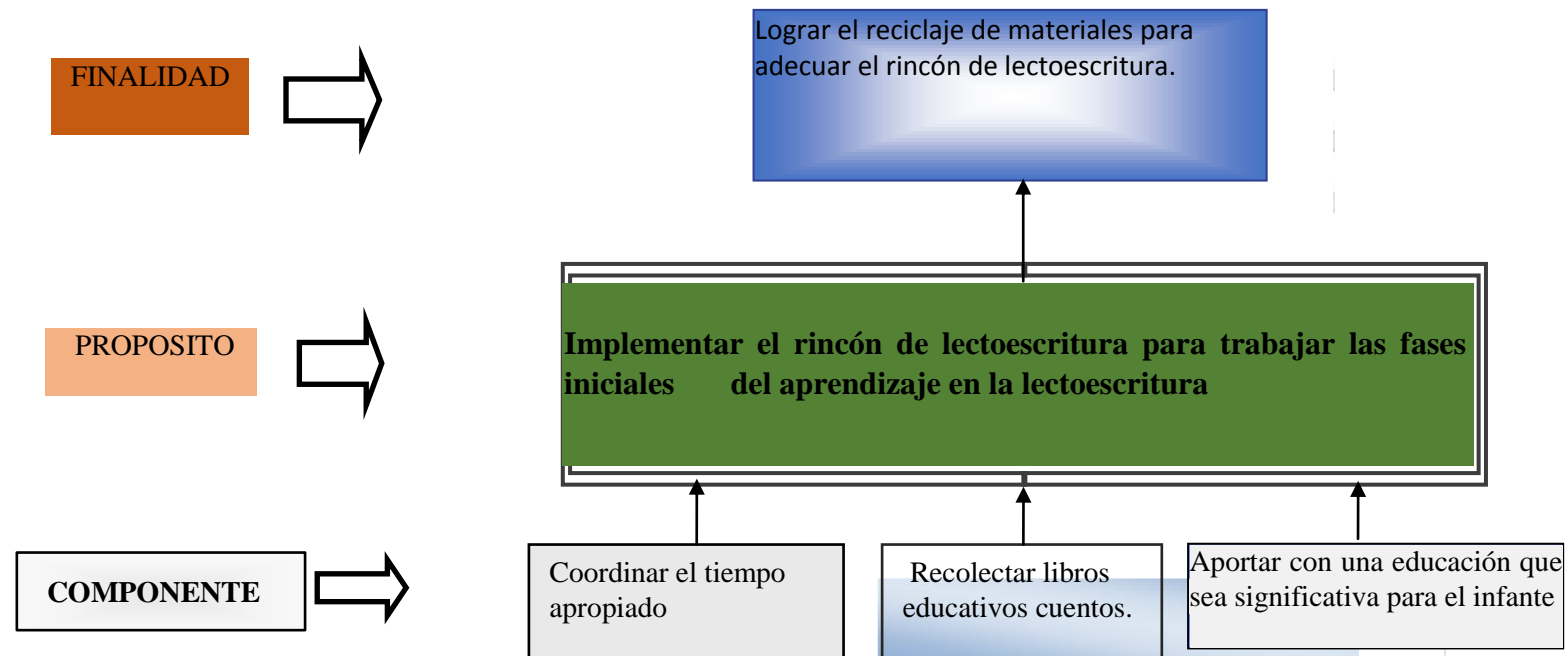 FINALIDAD
Lograr el reciclaje de materiales para
adecuar el rincón de lectoescritura.
PROPOSITO
Implementar el rincón de lectoescritura para trabajar las fases
iniciales del aprendizaje en la lectoescritura
COMPONENTE
Coordinar el tiempo
apropiado
Recolectar libros
educativos cuentos.
Aportar con una educación que
sea significativa para el infante